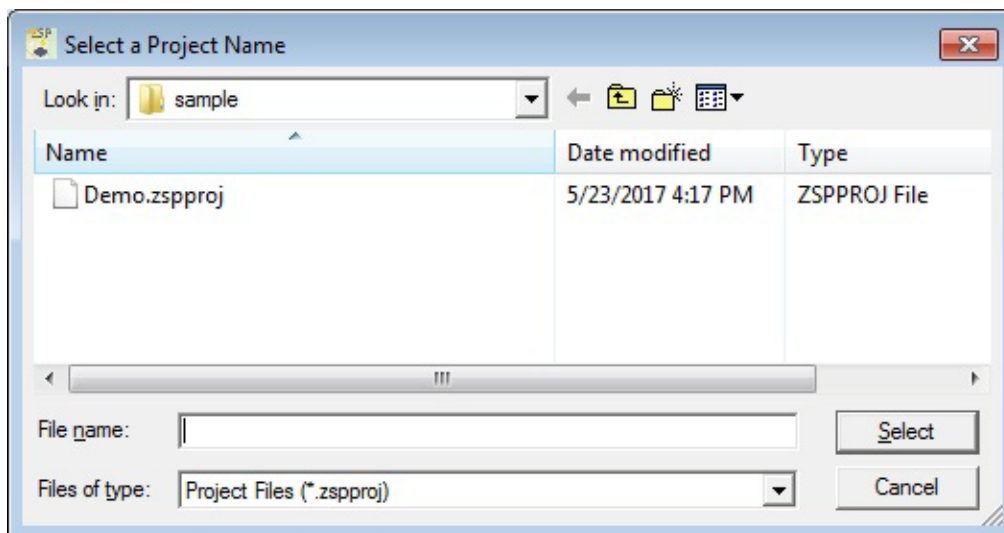 ZSP
Select a Project Name
Look in: sample
Name Date modified Type
Demo.zspproj 5/23/2017 4:17 PM ZSPPROJ File
File name: Select
Files of type: Project Files (*.zspproj) Cancel